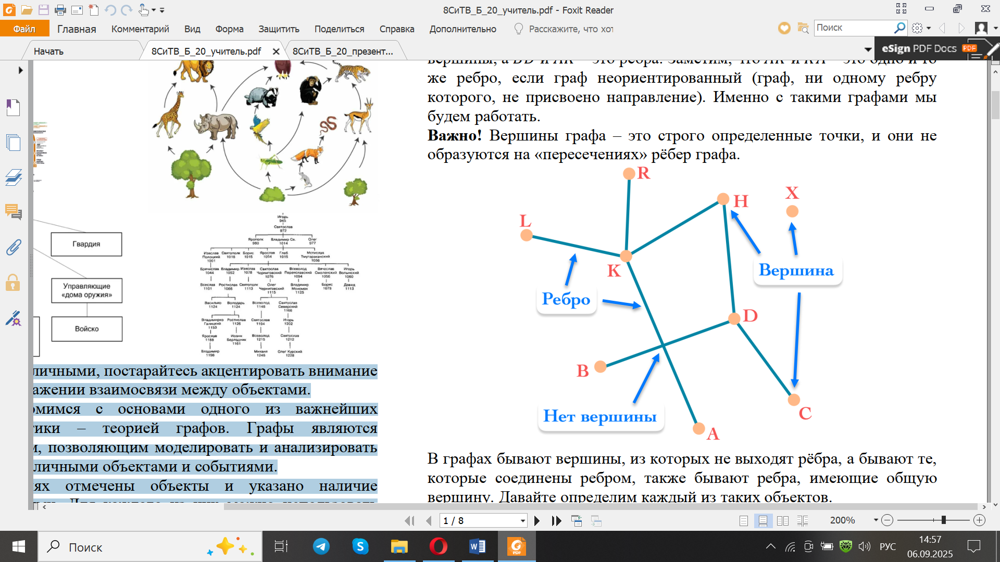 8СиТВ_Б_20_учитель.pdf - Foxit Reader
Файл Главная Комментарий Вид Форма Защитить Поделиться Справка Дополнительно Расскажите, что хот Поиск
Начать 8СиТВ_Б_20_учитель.pdf 8СиТВ_Б_20_презент... eSign PDF Docs PDF
Гвардия
Управляющие
«дома оружия»
Войско
Игорь
945
Святослав
972
Ярополк Владимир Св. Олег
980 1014 977
Изяслав Святополк Борис Ярослав Глеб Мстислав
Полоцкий 1018 1015 1054 1015 Тмутараканский
1001 1036
Брячислав Владимир Изяслав Святослав Всеволод Вячеслав Игорь
1044 1052 1078 Черниговский Переяславский Смоленский Волынский
1076 1094 1056 1060
Всеслав Ростислав Святополк Олег Владимир Борис Давид
1101 1066 1113 Черниговский Мономах 1078 1113
1115 1125
Василько Володарь Всеволод Святослав
1124 1124 1146 Северский
1166
Владимирко Ростислав Святослав Игорь
Галицкий 1126 1194 1202
1153
Ярослав Иоанн Всеволод Святослав
1188 Берладник 1215 1212
1161
Владимир Михаил Олег Курский
1198 1246 1228
личными, постарайтесь акцентировать внимание
ажении взаимосвязи между объектами.
омимся с основами одного из важнейших
тики – теорией графов. Графы являются
м, позволяющим моделировать и анализировать
личными объектами и событиями.
ях отмечены объекты и указано наличие
вершины, а DD и AK – это ребра. Заметим, что AK и KA – это одно и то
же ребро, если граф неориентированный (граф, ни одному ребру
которого, не присвоено направление). Именно с такими графами мы
будем работать.
Важно! Вершины графа – это строго определенные точки, и они не
образуются на «пересечениях» рёбер графа.
R
H
X
L
K
Вершина
Ребро
D
B
Нет вершины
C
A
В графах бывают вершины, из которых не выходят рёбра, а бывают те,
которые соединены ребром, также бывают ребра, имеющие общую
вершину. Давайте определим каждый из таких объектов.
1 / 8 200%
Поиск РУС 14:57
06.09.2025